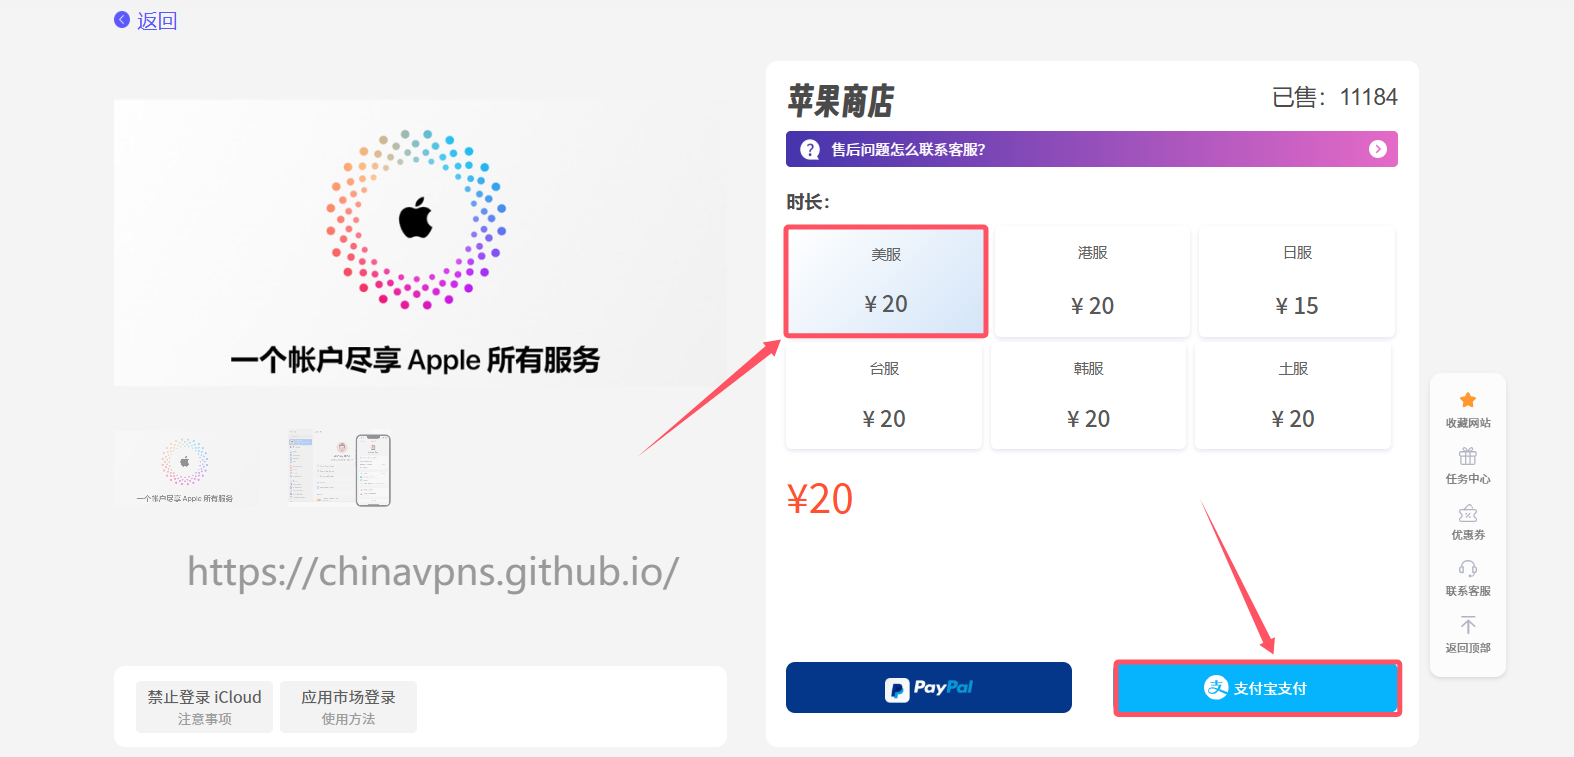 返回
一个帐户尽享 Apple 所有服务
一个帐户尽享 Apple 所有服务
https://chinavpns.github.io/
禁止登录 iCloud
注意事项
应用市场登录
使用方法
苹果商店
已售：11184
售后问题怎么联系客服?
时长：
美服
¥ 20
港服
¥ 20
日服
¥ 15
台服
¥ 20
韩服
¥ 20
土服
¥ 20
¥20
PayPal
支付宝支付
收藏网站
任务中心
优惠券
联系客服
返回顶部